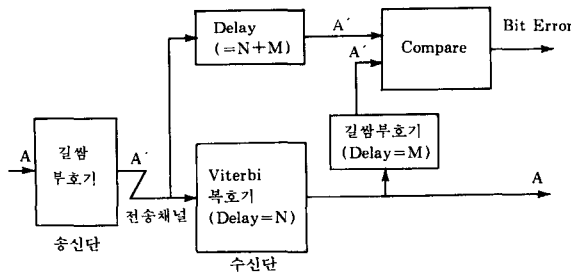 Delay
(=N+M)
A′
A′
Compare
Bit Error
A
길쌈
부호기
A′
전송채널
Viterbi
복호기
(Delay=N)
길쌈부호기
(Delay=M)
A
송신단
수신단